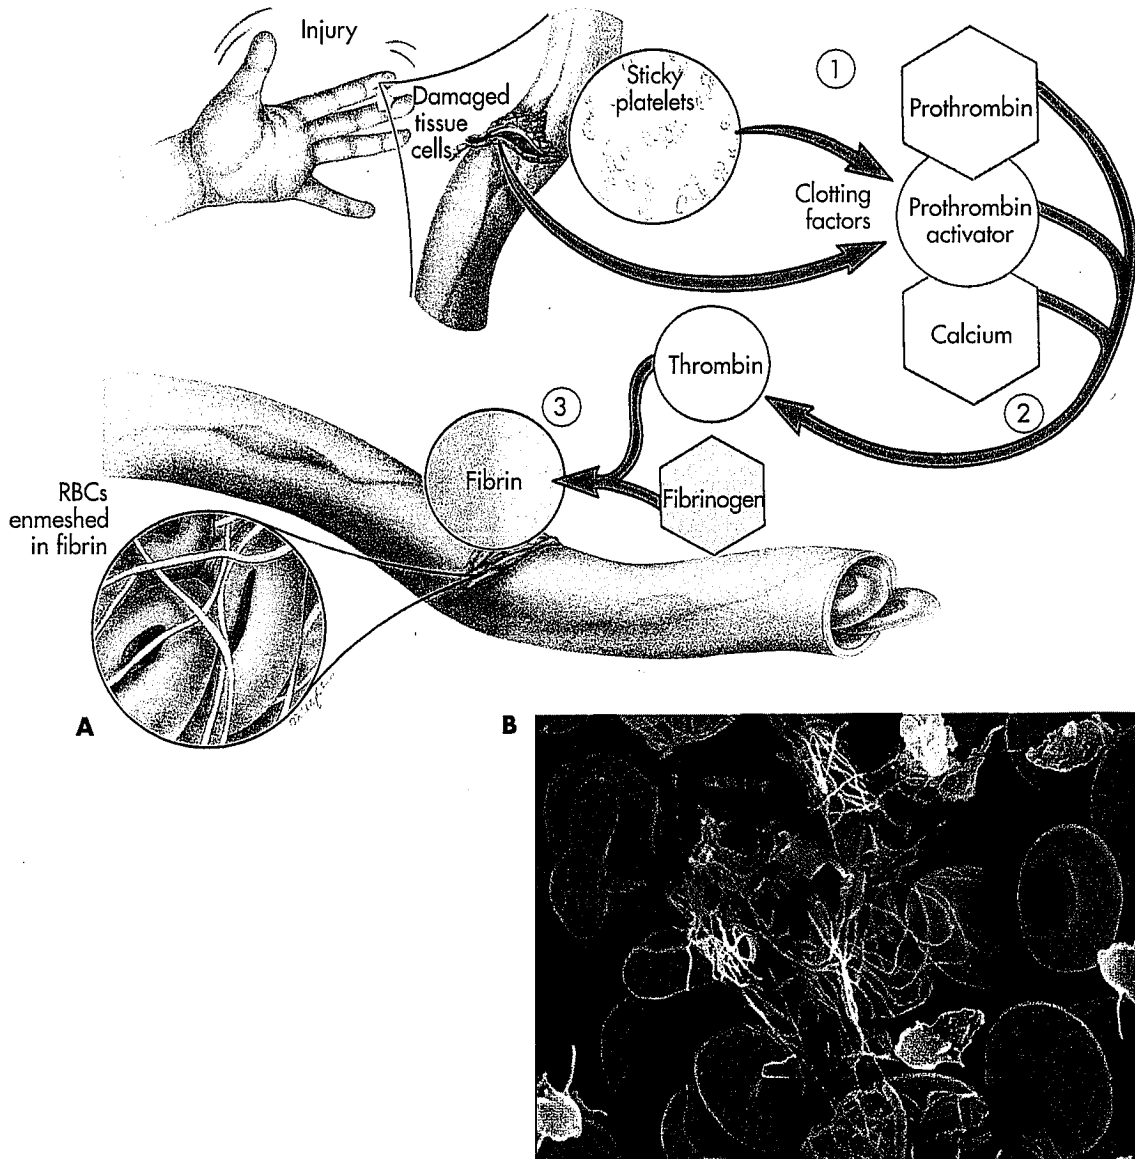 Injury
Damaged
tissue
cells
Sticky
platelets
1
Clotting
factors
Prothrombin
Prothrombin
activator
Calcium
2
Thrombin
3
Fibrin
Fibrinogen
RBCs
enmeshed
in fibrin
A
B